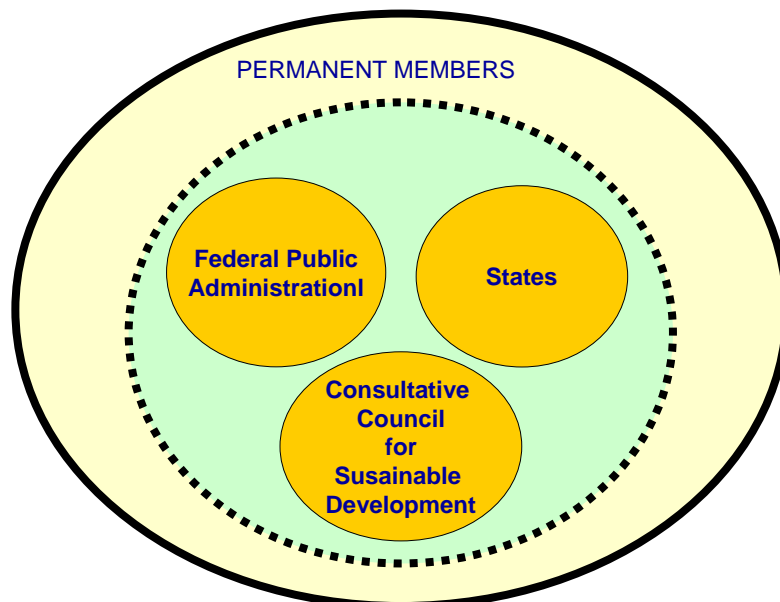 PERMANENT MEMBERS
Federal Public
Administrationl
States
Consultative
Council
for
Susainable
Development